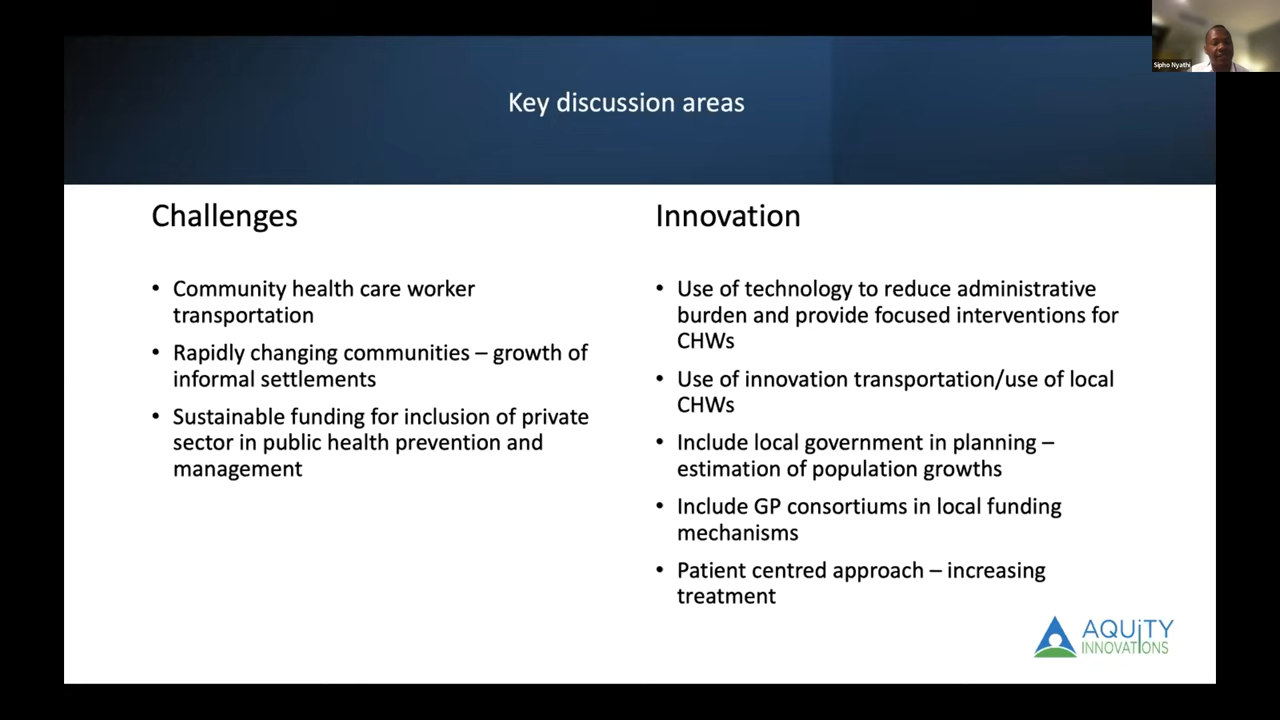 Sipho Nyathi
Key discussion areas
Challenges
• Community health care worker
transportation
• Rapidly changing communities – growth of
informal settlements
• Sustainable funding for inclusion of private
sector in public health prevention and
management
Innovation
• Use of technology to reduce administrative
burden and provide focused interventions for
CHWs
• Use of innovation transportation/use of local
CHWs
• Include local government in planning –
estimation of population growths
• Include GP consortiums in local funding
mechanisms
• Patient centred approach – increasing
treatment
AQUiTY
INNOVATIONS